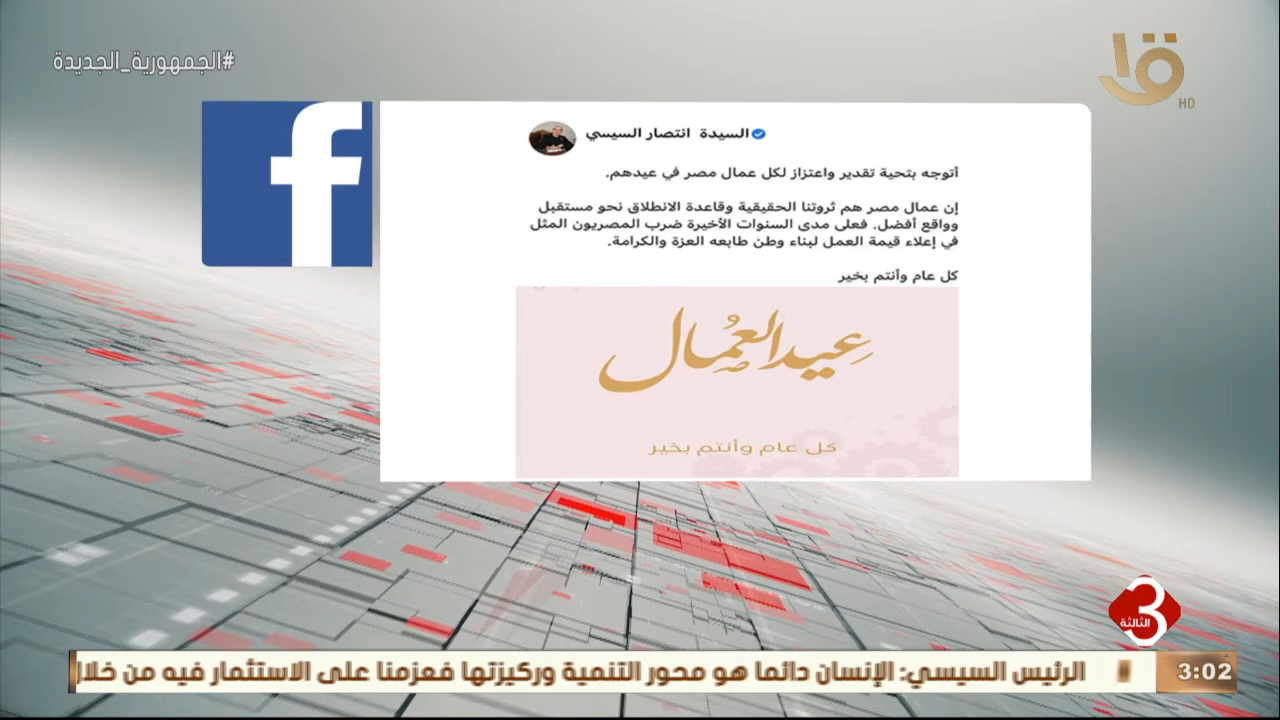 #الجمهورية_الجديدة
HD
السيدة انتصار السيسي
أتوجه بتحية تقدير واعتزاز لكل عمال مصر في عيدهم.
إن عمال مصر هم ثروتنا الحقيقية وقاعدة الانطلاق نحو مستقبل
وواقع أفضل. فعلى مدى السنوات الأخيرة ضرب المصريون المثل
في إعلاء قيمة العمل لبناء وطن طابعه العزة والكرامة.
كل عام وأنتم بخير
عيد العمال
كل عام وأنتم بخير
3
الثالثة
الرئيس السيسي: الإنسان دائما هو محور التنمية وركيزتها فعزمنا على الاستثمار فيه من خلال
3:02